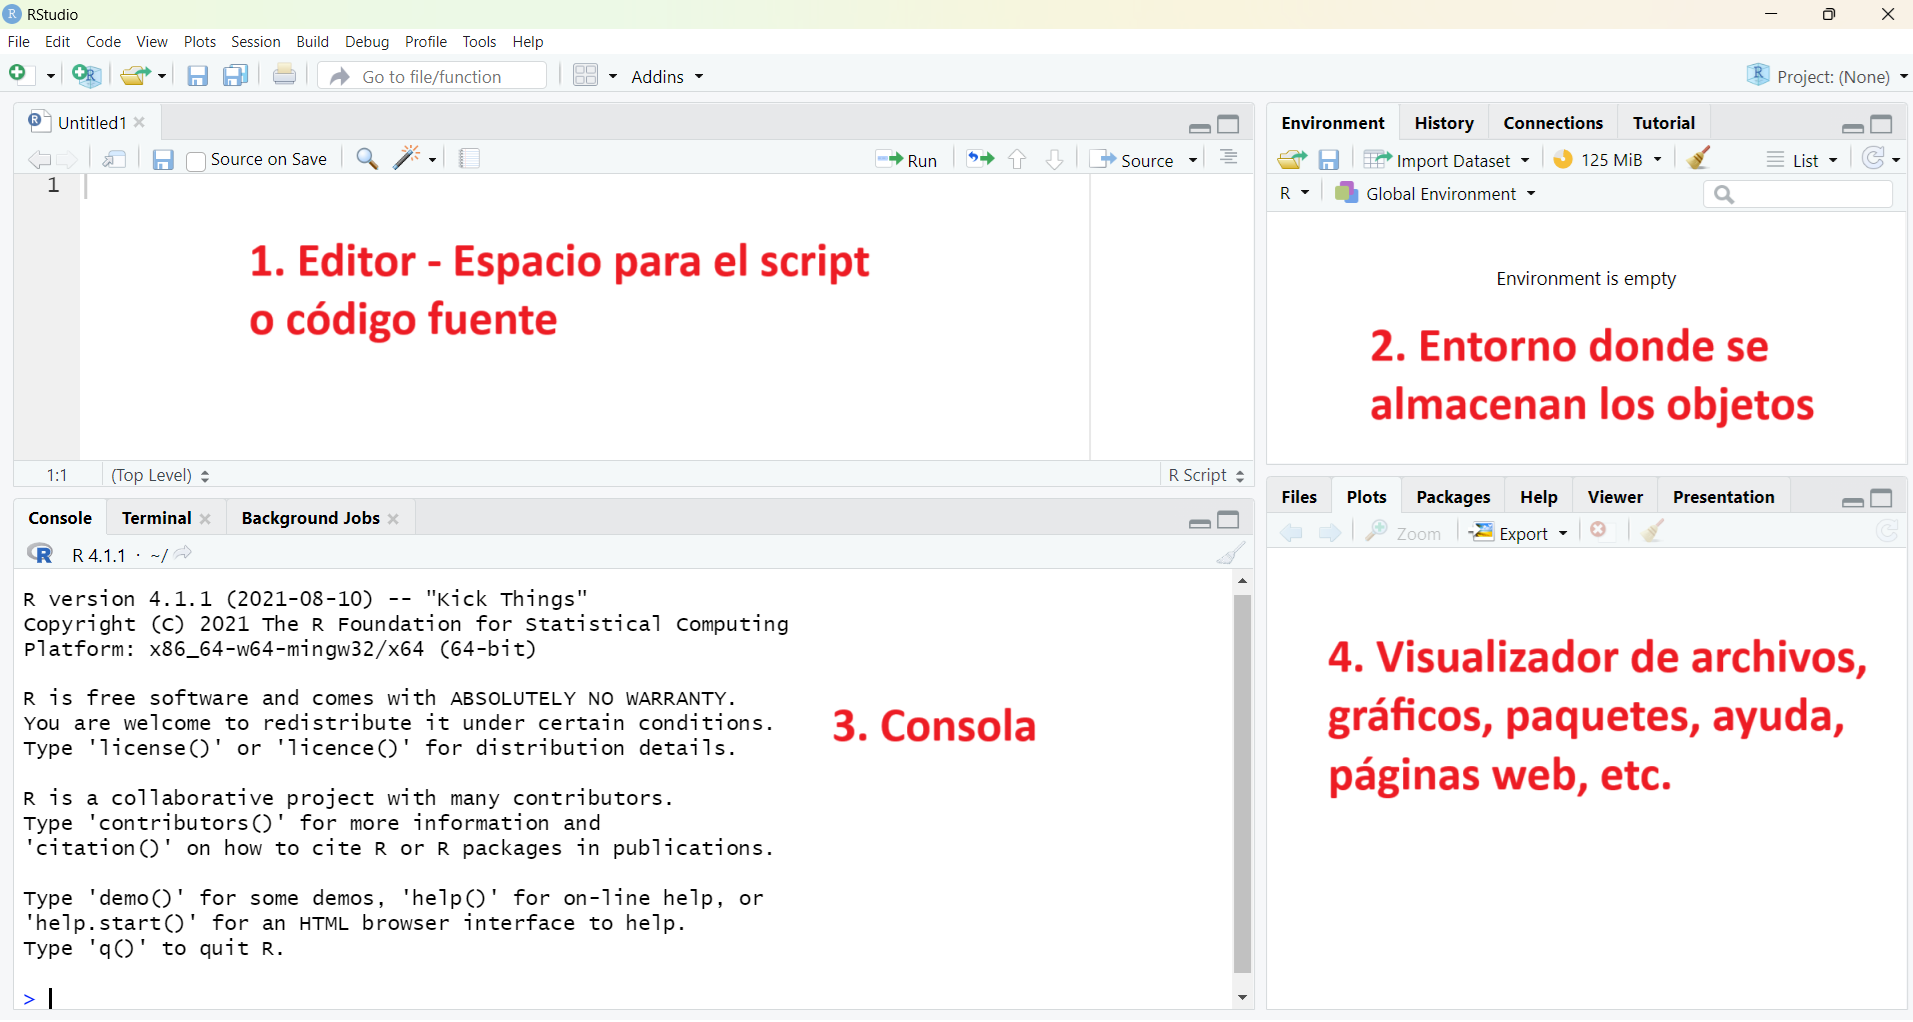 RStudio
File Edit Code View Plots Session Build Debug Profile Tools Help
Go to file/function Addins Project: (None)
Untitled1
Source on Save Run Source
1
1. Editor - Espacio para el script
o código fuente
1:1 (Top Level) R Script
Environment History Connections Tutorial
Import Dataset 125 MiB List
R Global Environment
Environment is empty
2. Entorno donde se
almacenan los objetos
Console Terminal Background Jobs
R 4.1.1 · ~/
R version 4.1.1 (2021-08-10) -- "Kick Things"
Copyright (C) 2021 The R Foundation for Statistical Computing
Platform: x86_64-w64-mingw32/x64 (64-bit)
R is free software and comes with ABSOLUTELY NO WARRANTY.
You are welcome to redistribute it under certain conditions.
Type 'license()' or 'licence()' for distribution details.
R is a collaborative project with many contributors.
Type 'contributors()' for more information and
'citation()' on how to cite R or R packages in publications.
Type 'demo()' for some demos, 'help()' for on-line help, or
'help.start()' for an HTML browser interface to help.
Type 'q()' to quit R.
>
3. Consola
Files Plots Packages Help Viewer Presentation
Zoom Export
4. Visualizador de archivos,
gráficos, paquetes, ayuda,
páginas web, etc.